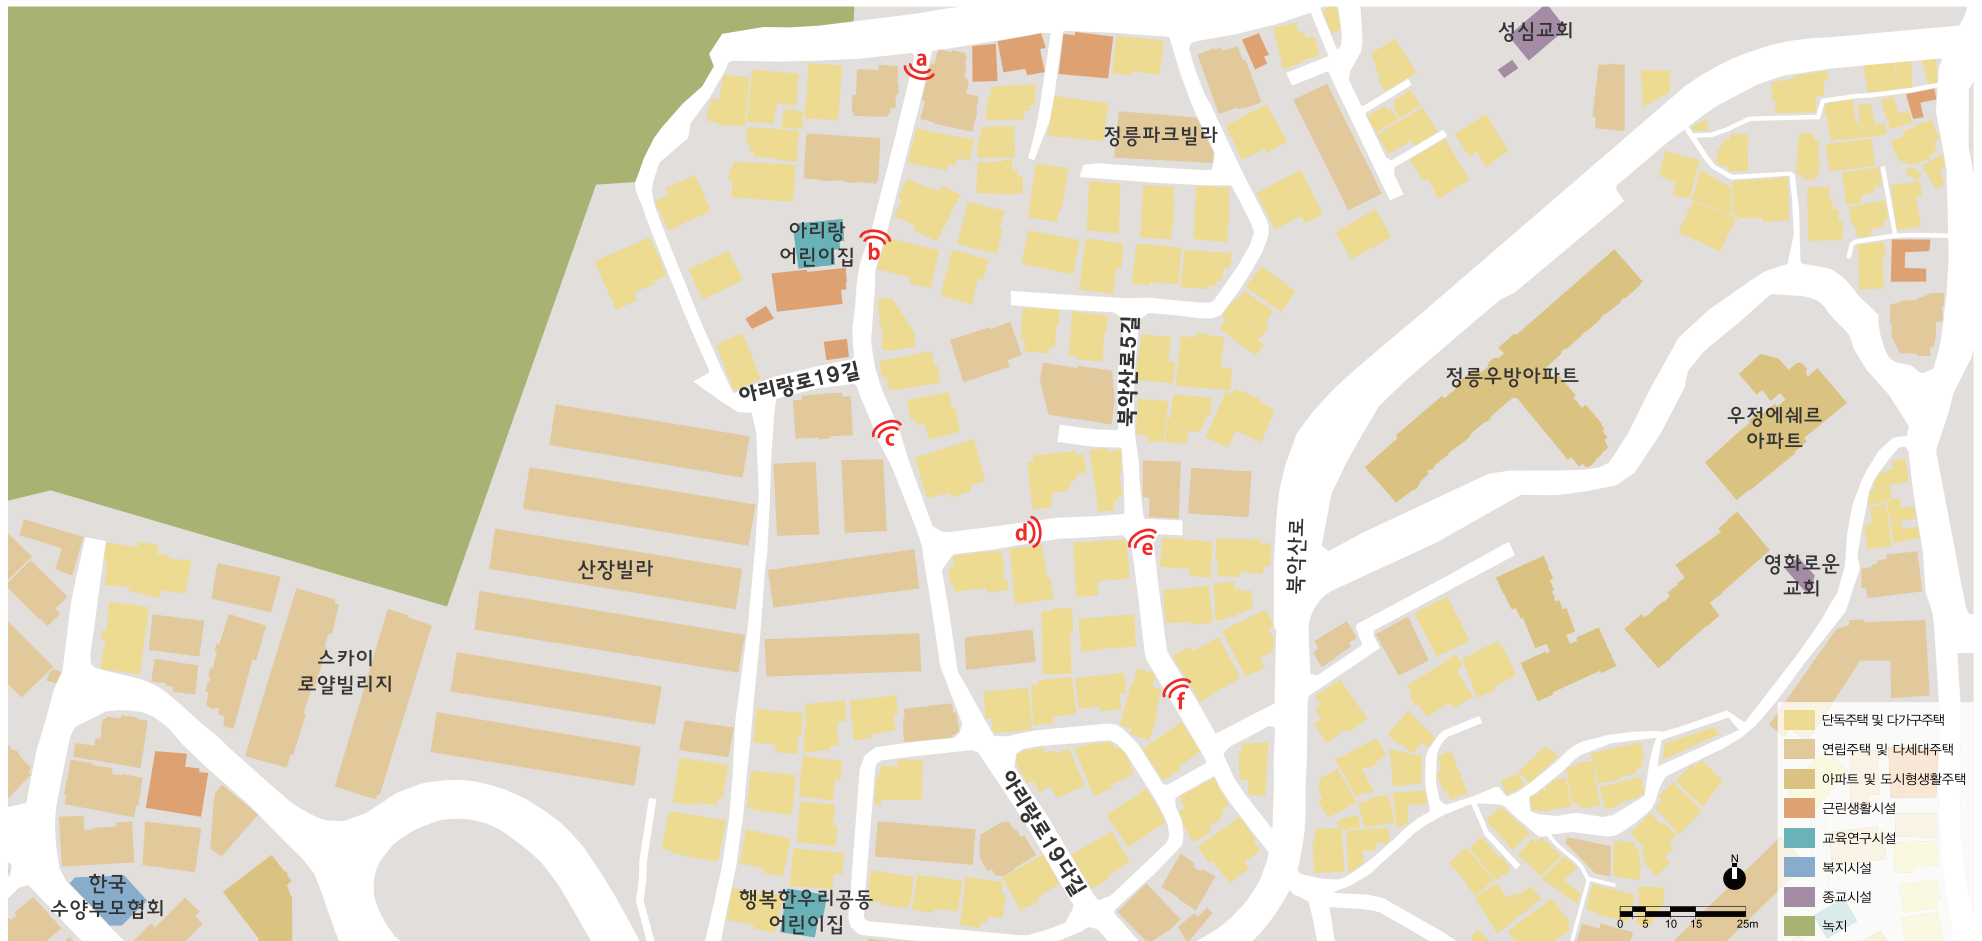 성심교회
a
정릉파크빌라
아리랑
어린이집
b
북악산로5길
아리랑로19길
정릉우방아파트
우정에쉐르
아파트
c
d
e
북악산로
산장빌라
영화로운
교회
스카이
로얄빌리지
f
아리랑로19다길
한국
수양부모협회
행복한우리공동
어린이집
단독주택 및 다가구주택
연립주택 및 다세대주택
아파트 및 도시형생활주택
근린생활시설
교육연구시설
복지시설
종교시설
녹지
N
0 5 10 15 25m